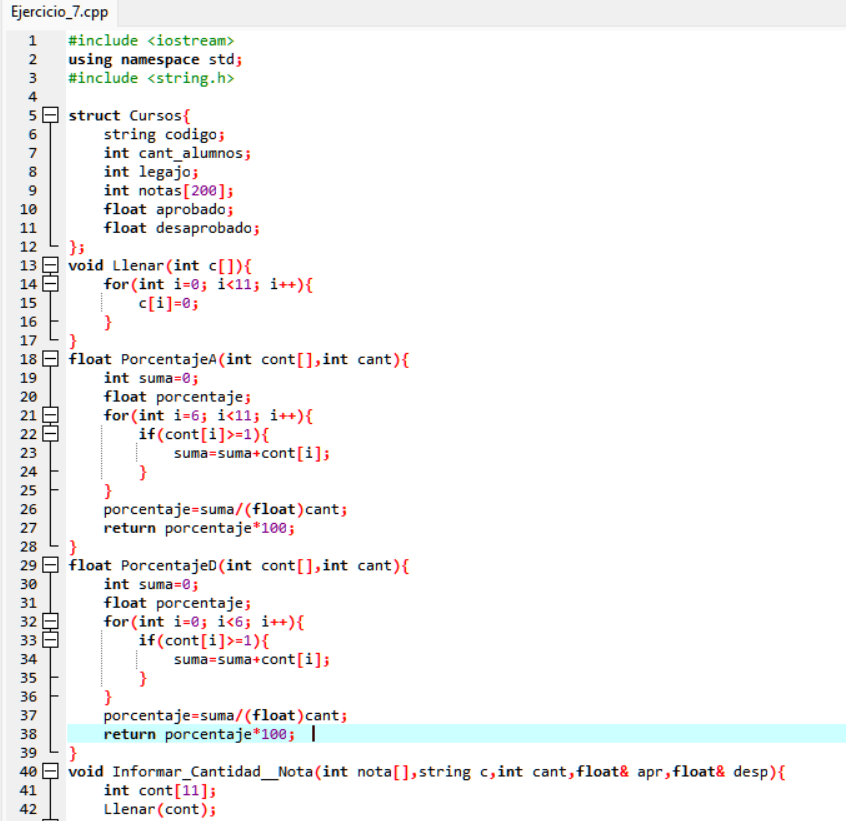 Ejercicio_7.cpp
1 #include <iostream>
2 using namespace std;
3 #include <string.h>
4
5 struct Cursos{
6 string codigo;
7 int cant_alumnos;
8 int legajo;
9 int notas[200];
10 float aprobado;
11 float desaprobado;
12 };
13 void Llenar(int c[]){
14 for(int i=0; i<11; i++){
15 c[i]=0;
16 }
17 }
18 float PorcentajeA(int cont[],int cant){
19 int suma=0;
20 float porcentaje;
21 for(int i=6; i<11; i++){
22 if(cont[i]>=1){
23 suma=suma+cont[i];
24 }
25 }
26 porcentaje=suma/(float)cant;
27 return porcentaje*100;
28 }
29 float PorcentajeD(int cont[],int cant){
30 int suma=0;
31 float porcentaje;
32 for(int i=0; i<6; i++){
33 if(cont[i]>=1){
34 suma=suma+cont[i];
35 }
36 }
37 porcentaje=suma/(float)cant;
38 return porcentaje*100;
39 }
40 void Informar_Cantidad__Nota(int nota[],string c,int cant,float& apr,float& desp){
41 int cont[11];
42 Llenar(cont);